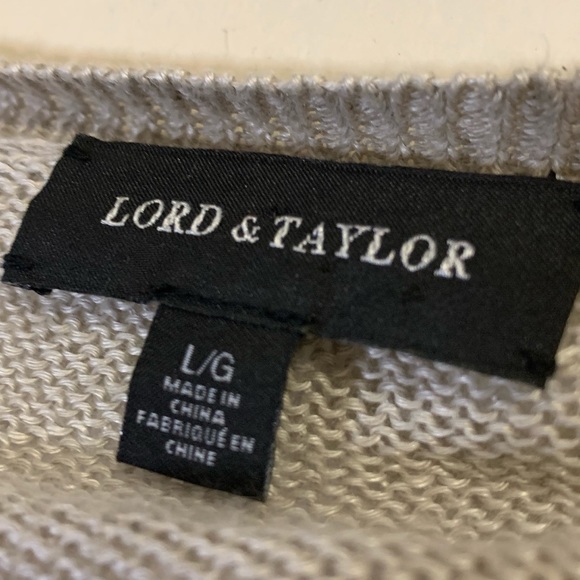 LORD & TAYLOR
L/G
MADE IN
CHINA
FABRIQUÉ EN
CHINE